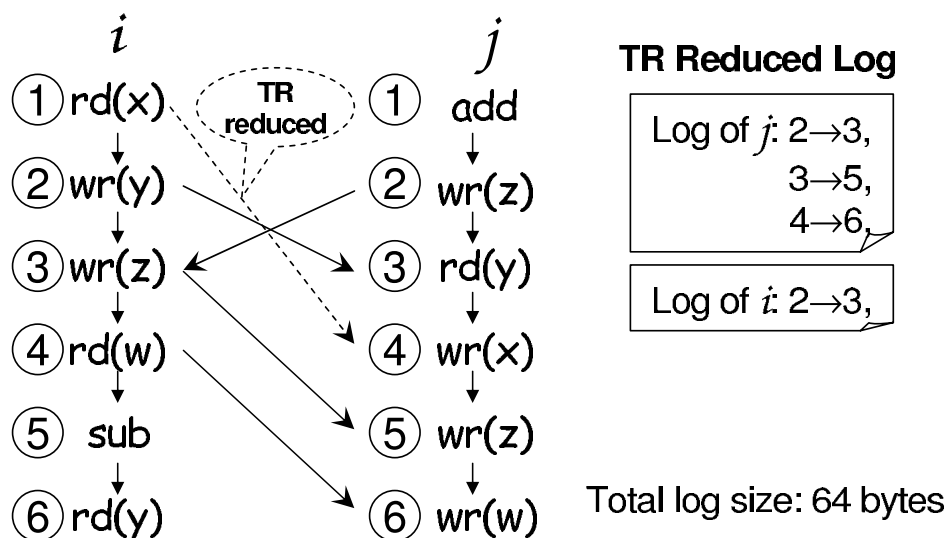 i
j
① rd(x)
② wr(y)
③ wr(z)
④ rd(w)
⑤ sub
⑥ rd(y)
TR
reduced
① add
② wr(z)
③ rd(y)
④ wr(x)
⑤ wr(z)
⑥ wr(w)
TR Reduced Log
Log of j: 2→3,
3→5,
4→6,
Log of i: 2→3,
Total log size: 64 bytes